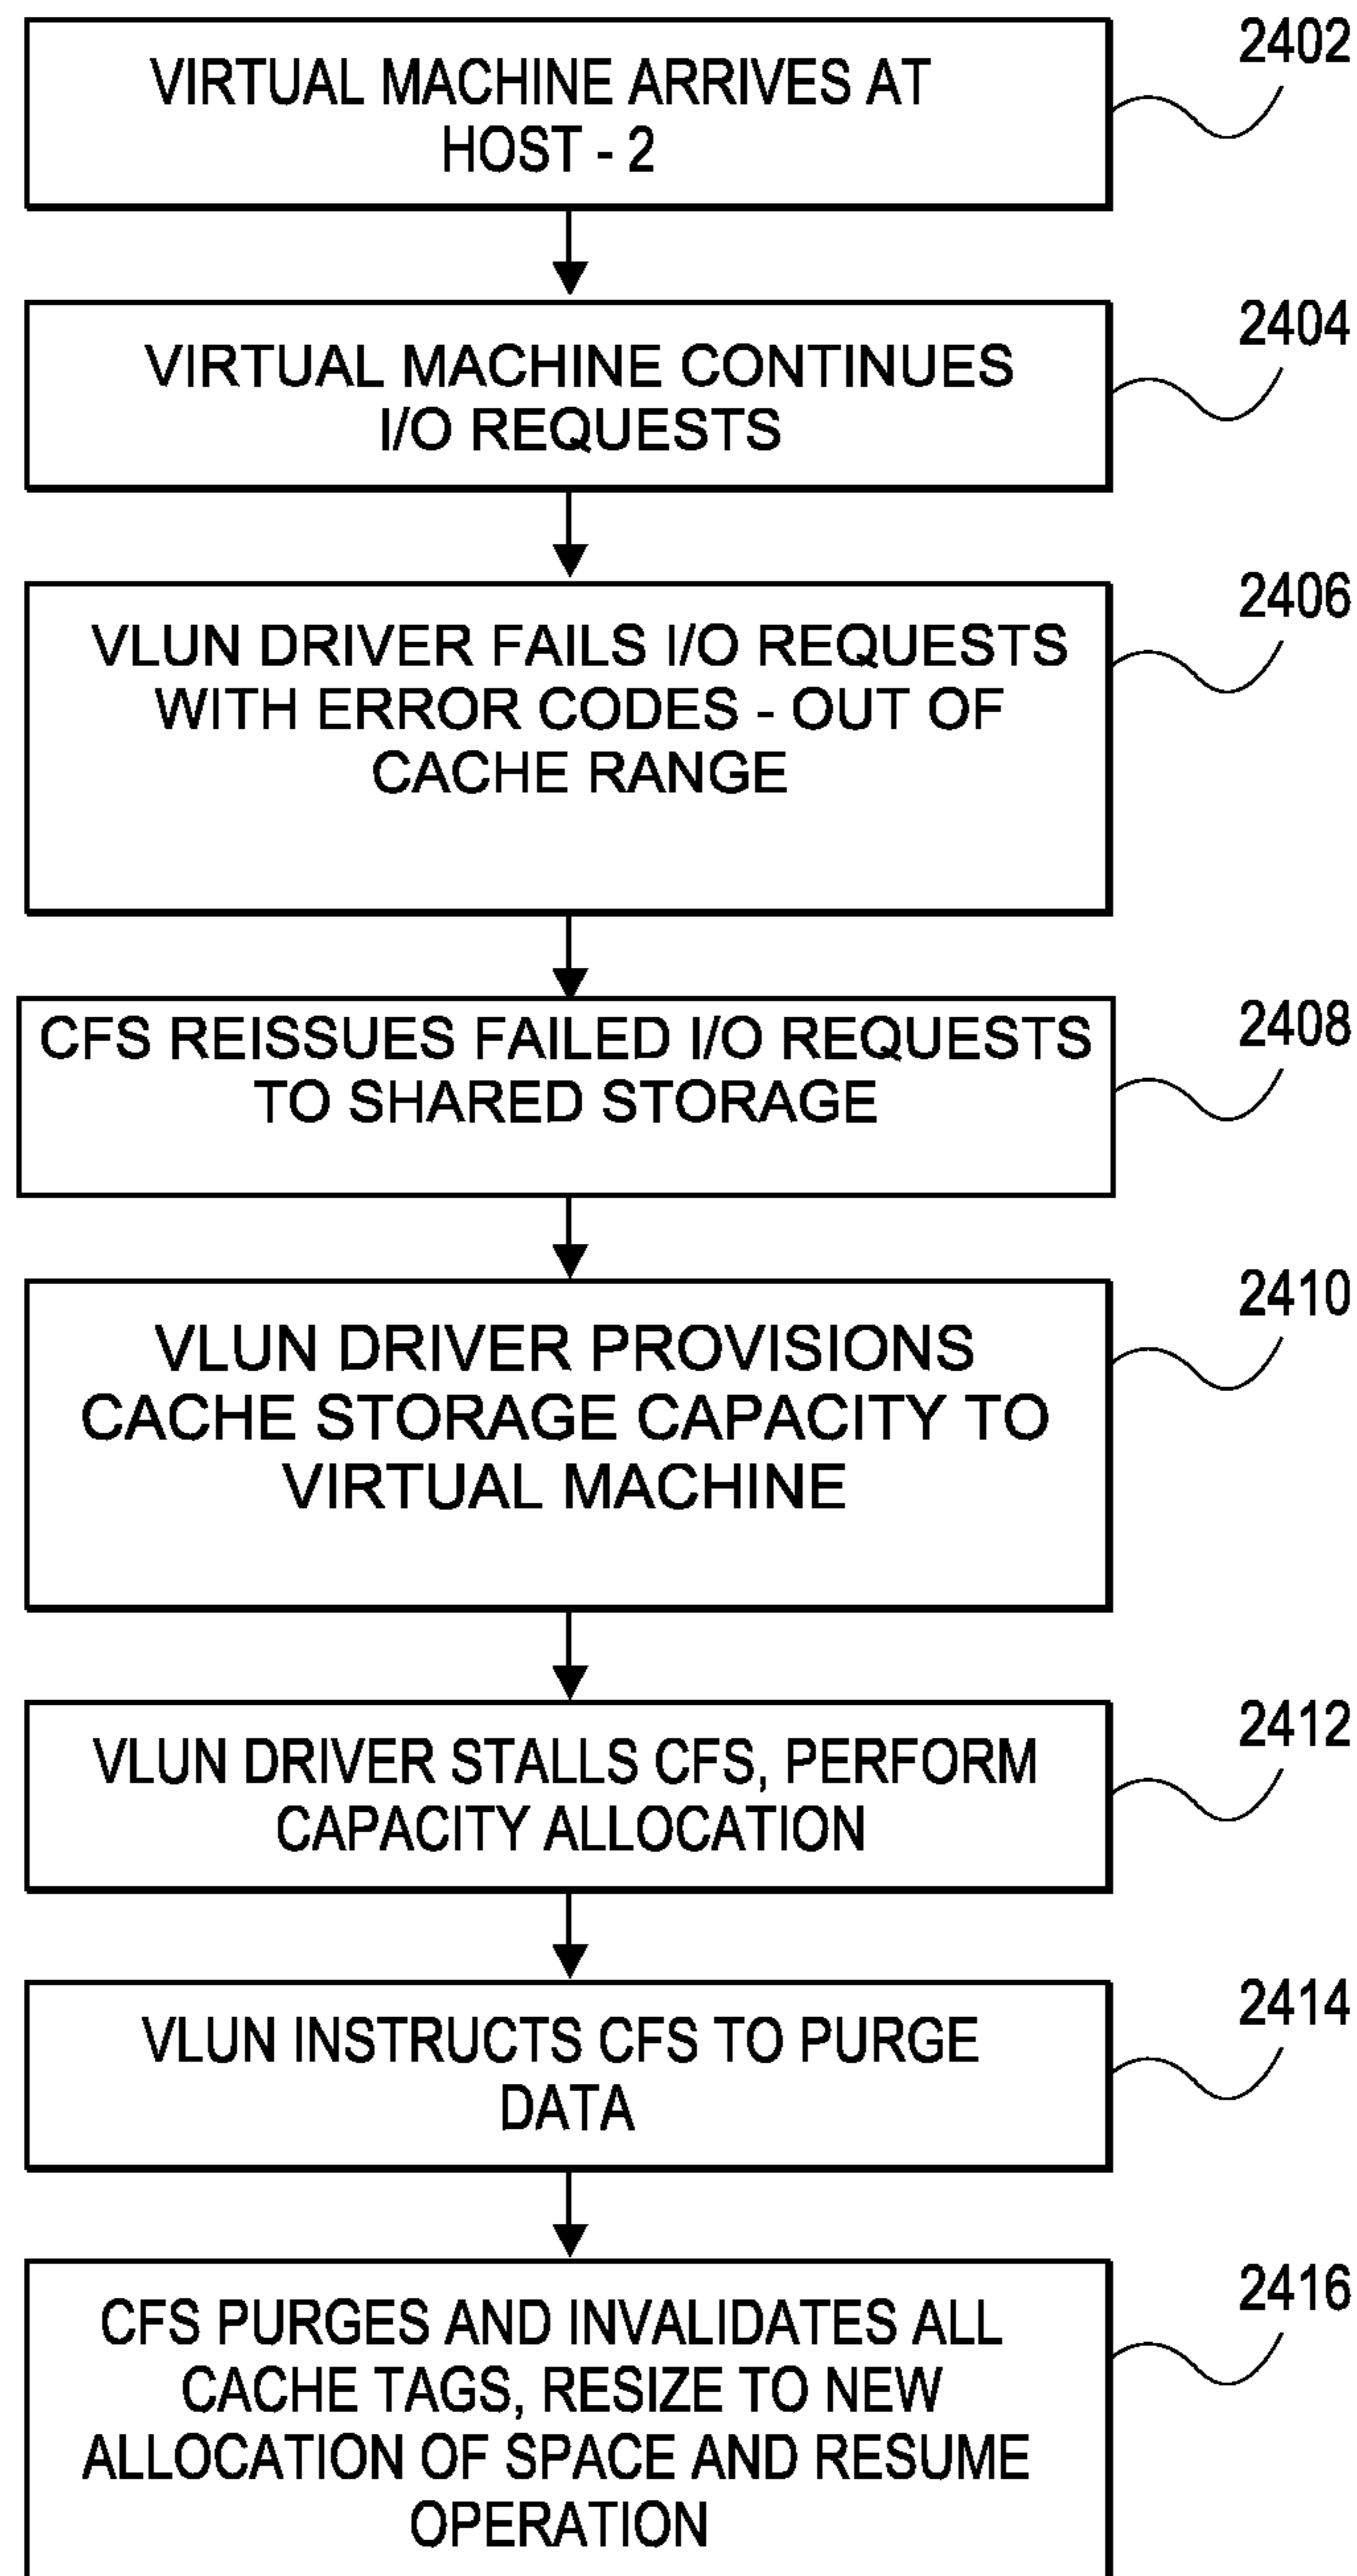 VIRTUAL MACHINE ARRIVES AT
HOST - 2
2402
VIRTUAL MACHINE CONTINUES
I/O REQUESTS
2404
VLUN DRIVER FAILS I/O REQUESTS
WITH ERROR CODES - OUT OF
CACHE RANGE
2406
CFS REISSUES FAILED I/O REQUESTS
TO SHARED STORAGE
2408
VLUN DRIVER PROVISIONS
CACHE STORAGE CAPACITY TO
VIRTUAL MACHINE
2410
VLUN DRIVER STALLS CFS, PERFORM
CAPACITY ALLOCATION
2412
VLUN INSTRUCTS CFS TO PURGE
DATA
2414
CFS PURGES AND INVALIDATES ALL
CACHE TAGS, RESIZE TO NEW
ALLOCATION OF SPACE AND RESUME
OPERATION
2416